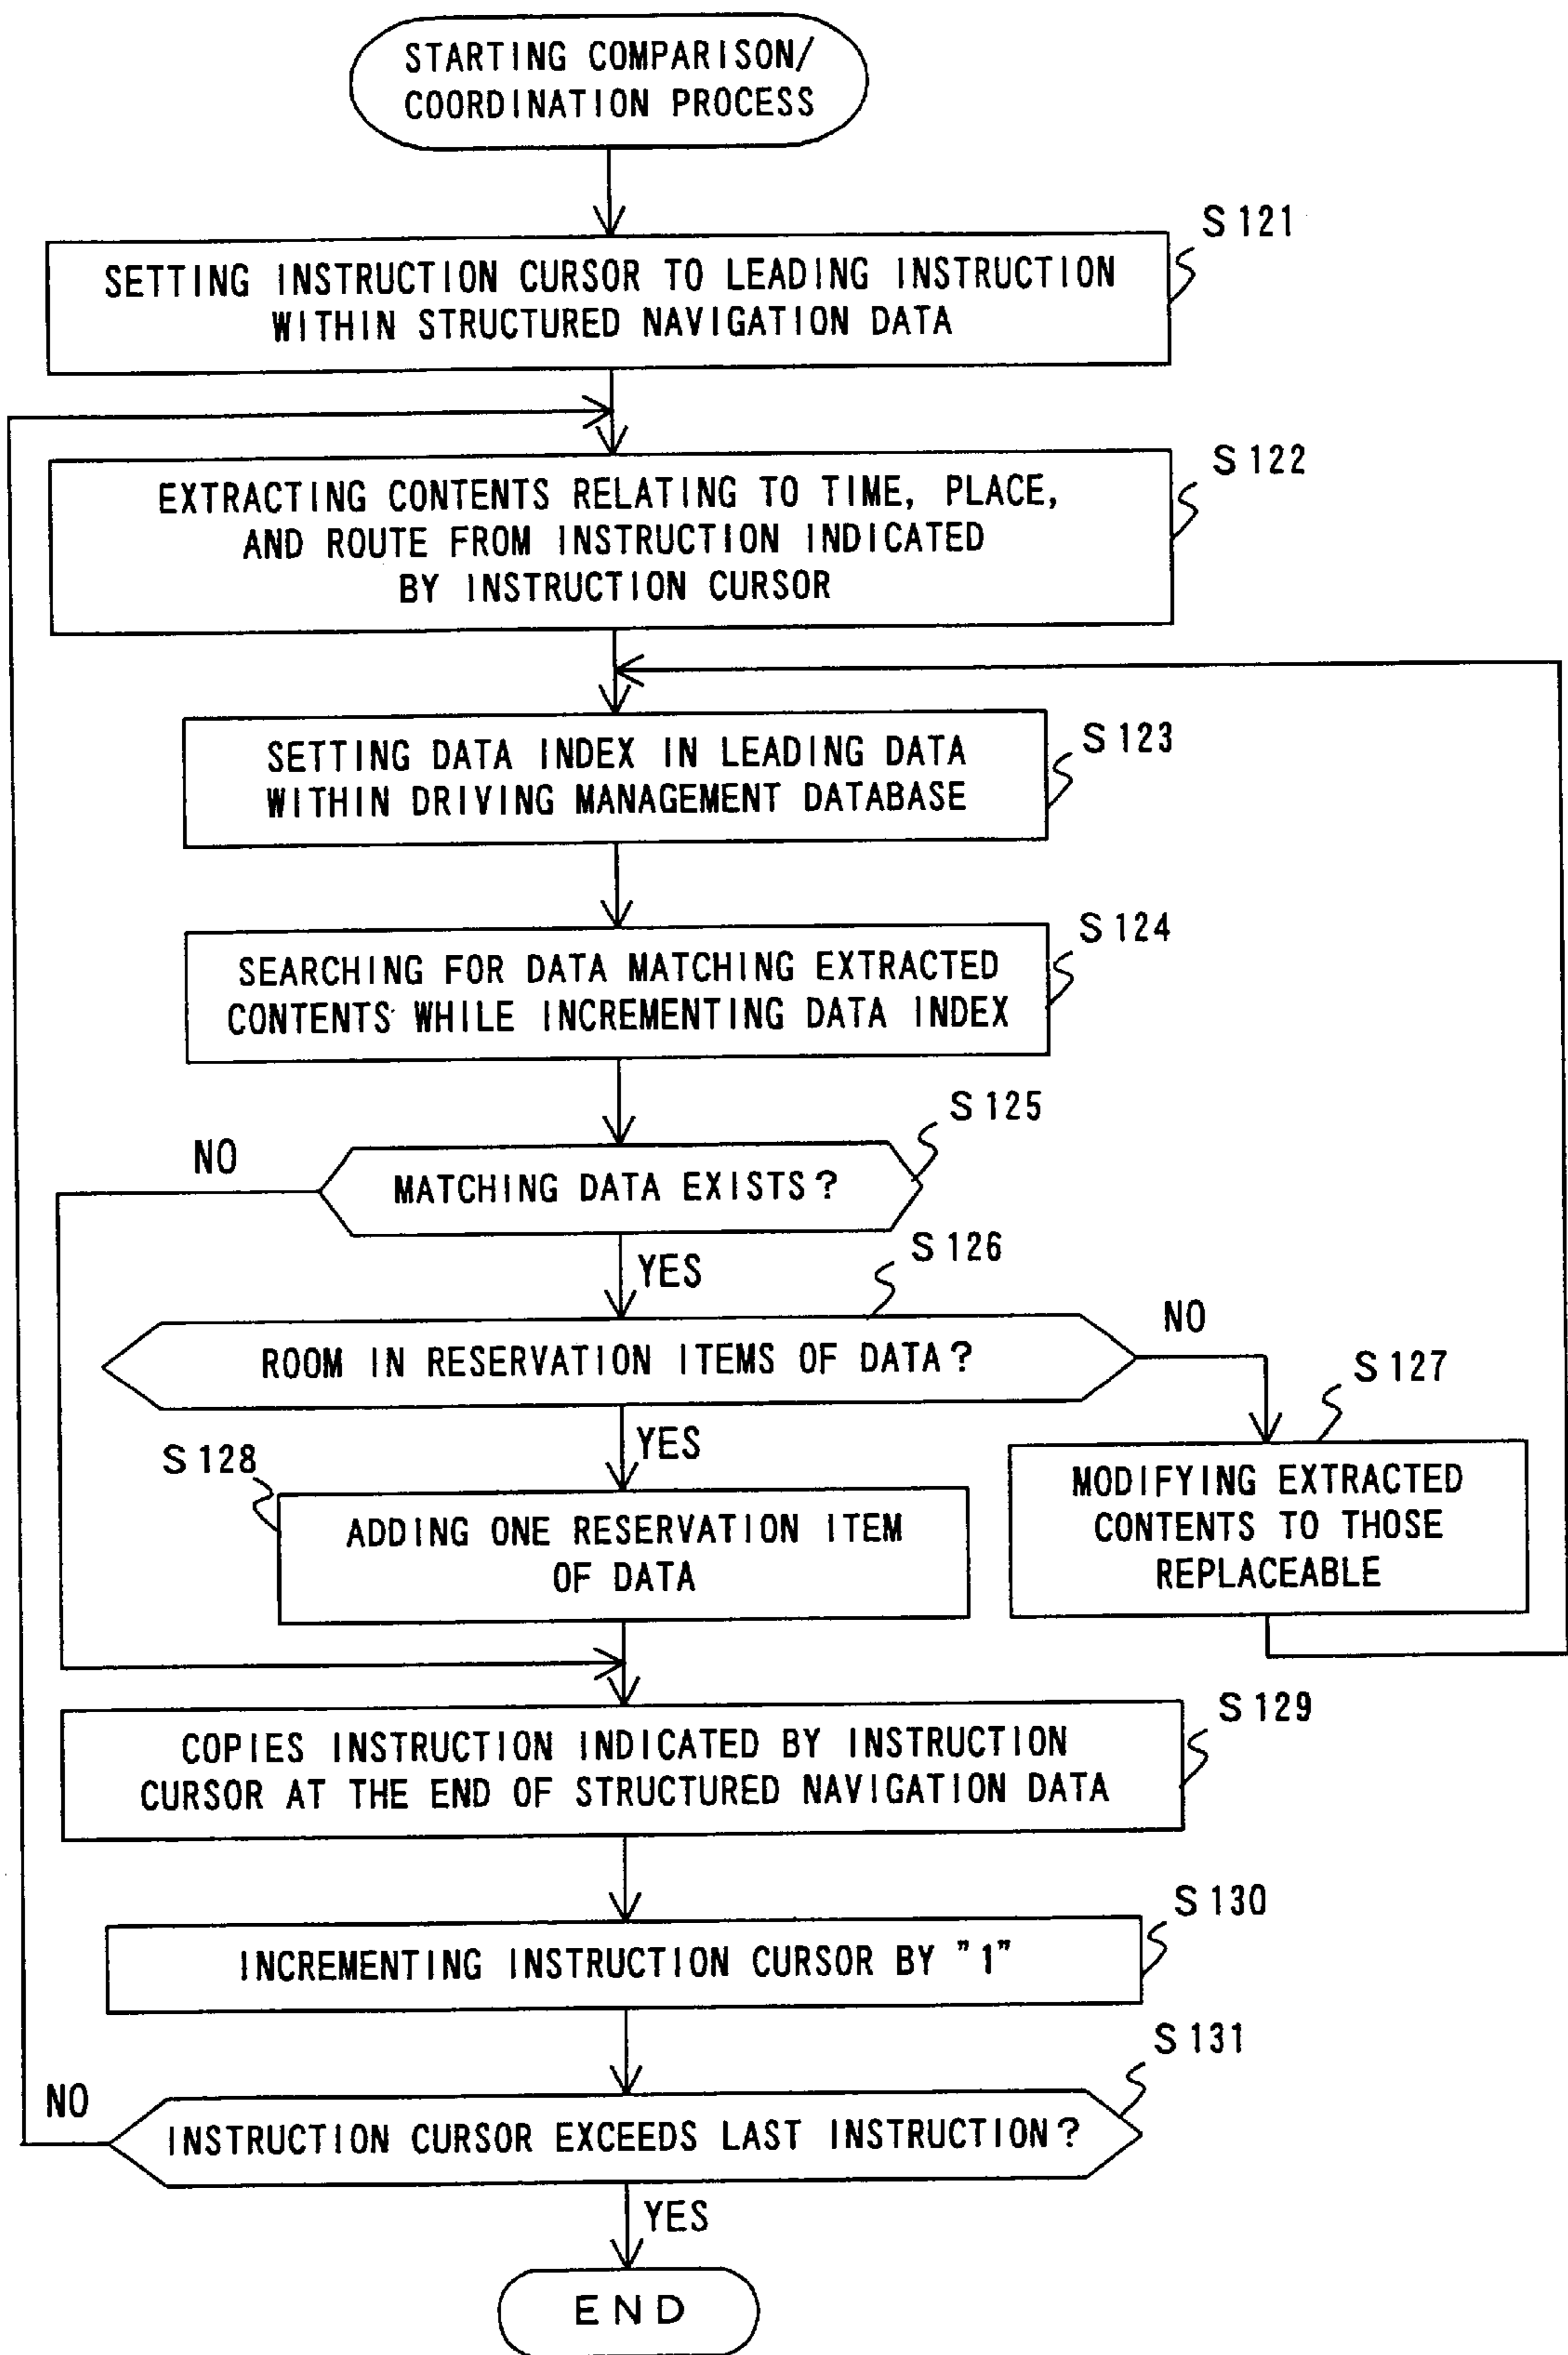 STARTING COMPARISON/
COORDINATION PROCESS
S121
SETTING INSTRUCTION CURSOR TO LEADING INSTRUCTION
WITHIN STRUCTURED NAVIGATION DATA
S122
EXTRACTING CONTENTS RELATING TO TIME, PLACE,
AND ROUTE FROM INSTRUCTION INDICATED
BY INSTRUCTION CURSOR
S123
SETTING DATA INDEX IN LEADING DATA
WITHIN DRIVING MANAGEMENT DATABASE
S124
SEARCHING FOR DATA MATCHING EXTRACTED
CONTENTS WHILE INCREMENTING DATA INDEX
S125
NO
MATCHING DATA EXISTS?
YES
S126
ROOM IN RESERVATION ITEMS OF DATA?
NO
S127
MODIFYING EXTRACTED
CONTENTS TO THOSE
REPLACEABLE
YES
S128
ADDING ONE RESERVATION ITEM
OF DATA
S129
COPIES INSTRUCTION INDICATED BY INSTRUCTION
CURSOR AT THE END OF STRUCTURED NAVIGATION DATA
S130
INCREMENTING INSTRUCTION CURSOR BY "1"
S131
NO
INSTRUCTION CURSOR EXCEEDS LAST INSTRUCTION?
YES
END